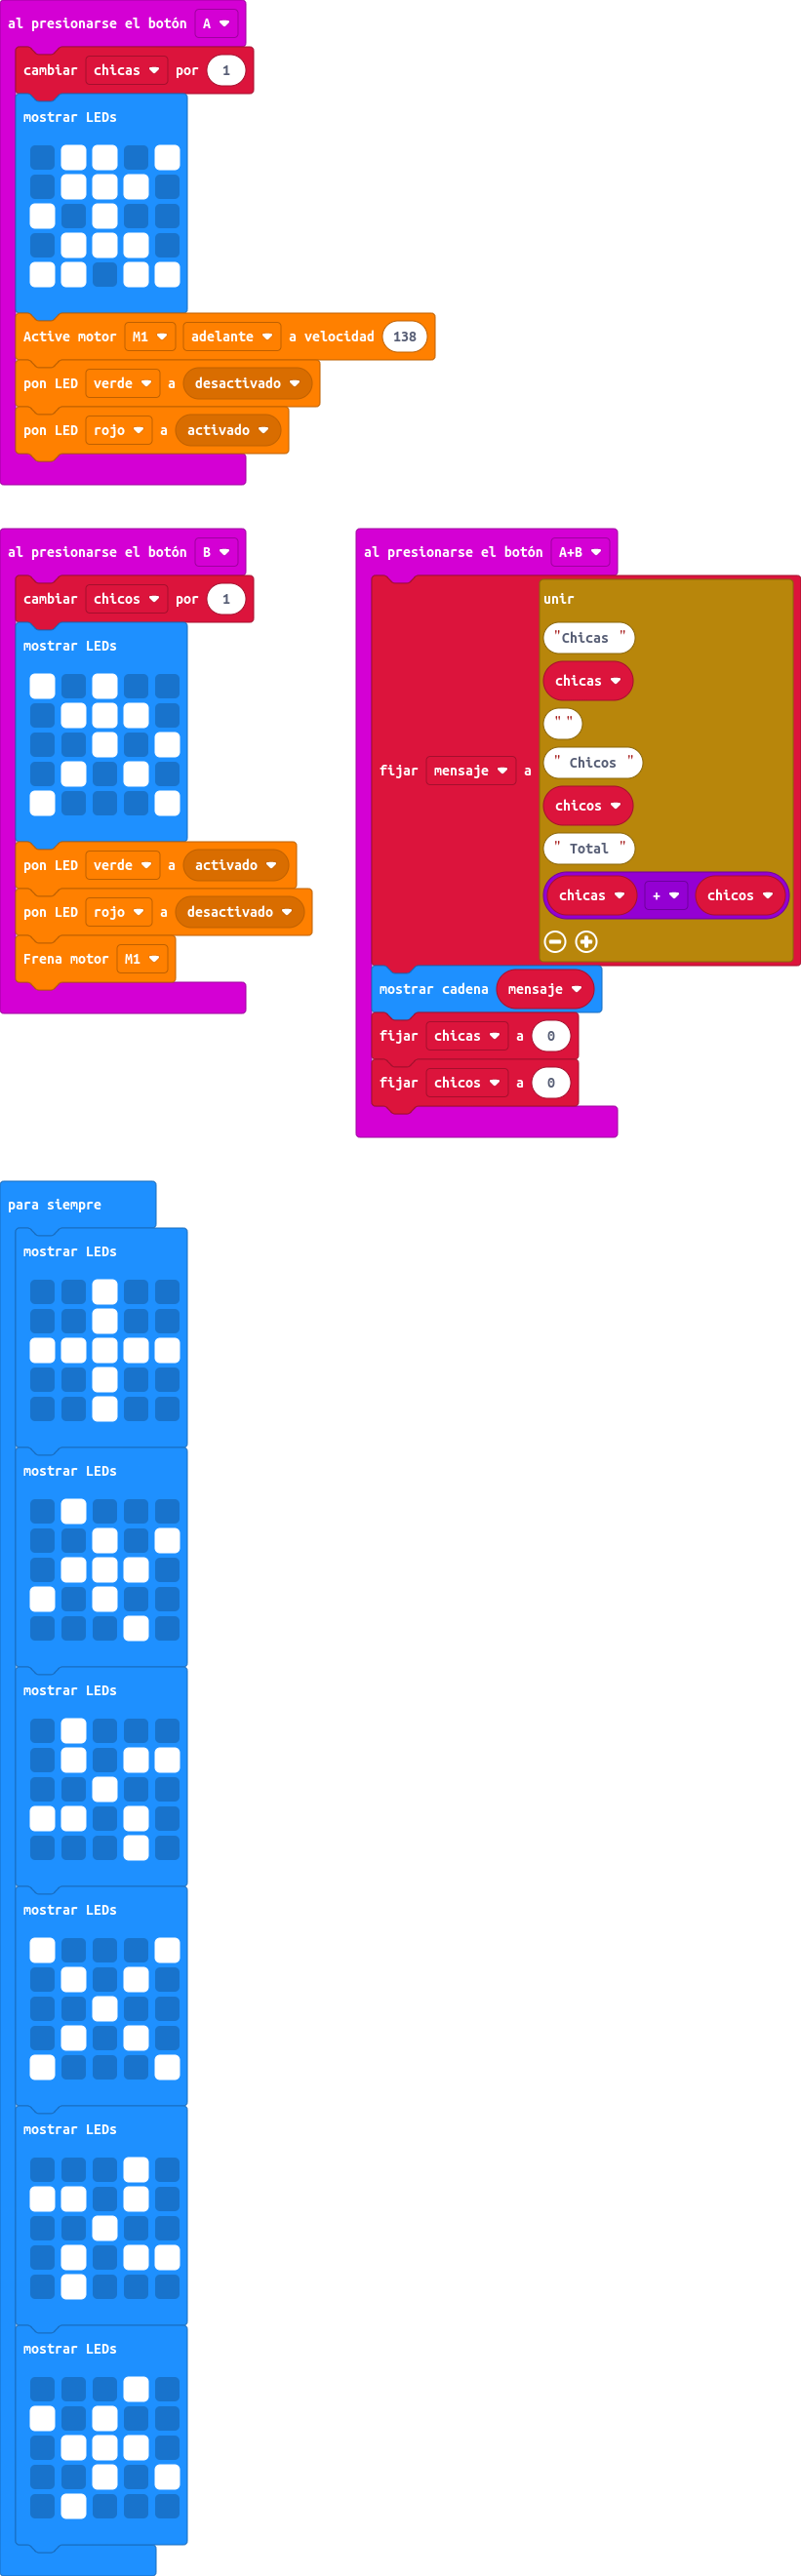 al presionarse el botón A
cambiar chicas por 1
mostrar LEDs
Active motor M1 adelante a velocidad 138
pon LED verde a desactivado
pon LED rojo a activado
al presionarse el botón B
cambiar chicos por 1
mostrar LEDs
pon LED verde a activado
pon LED rojo a desactivado
Frena motor M1
al presionarse el botón A+B
fijar mensaje a
unir
"Chicas "
chicas
" "
" Chicos "
chicos
" Total "
chicas + chicos
mostrar cadena mensaje
fijar chicas a 0
fijar chicos a 0
para siempre
mostrar LEDs
mostrar LEDs
mostrar LEDs
mostrar LEDs
mostrar LEDs
mostrar LEDs